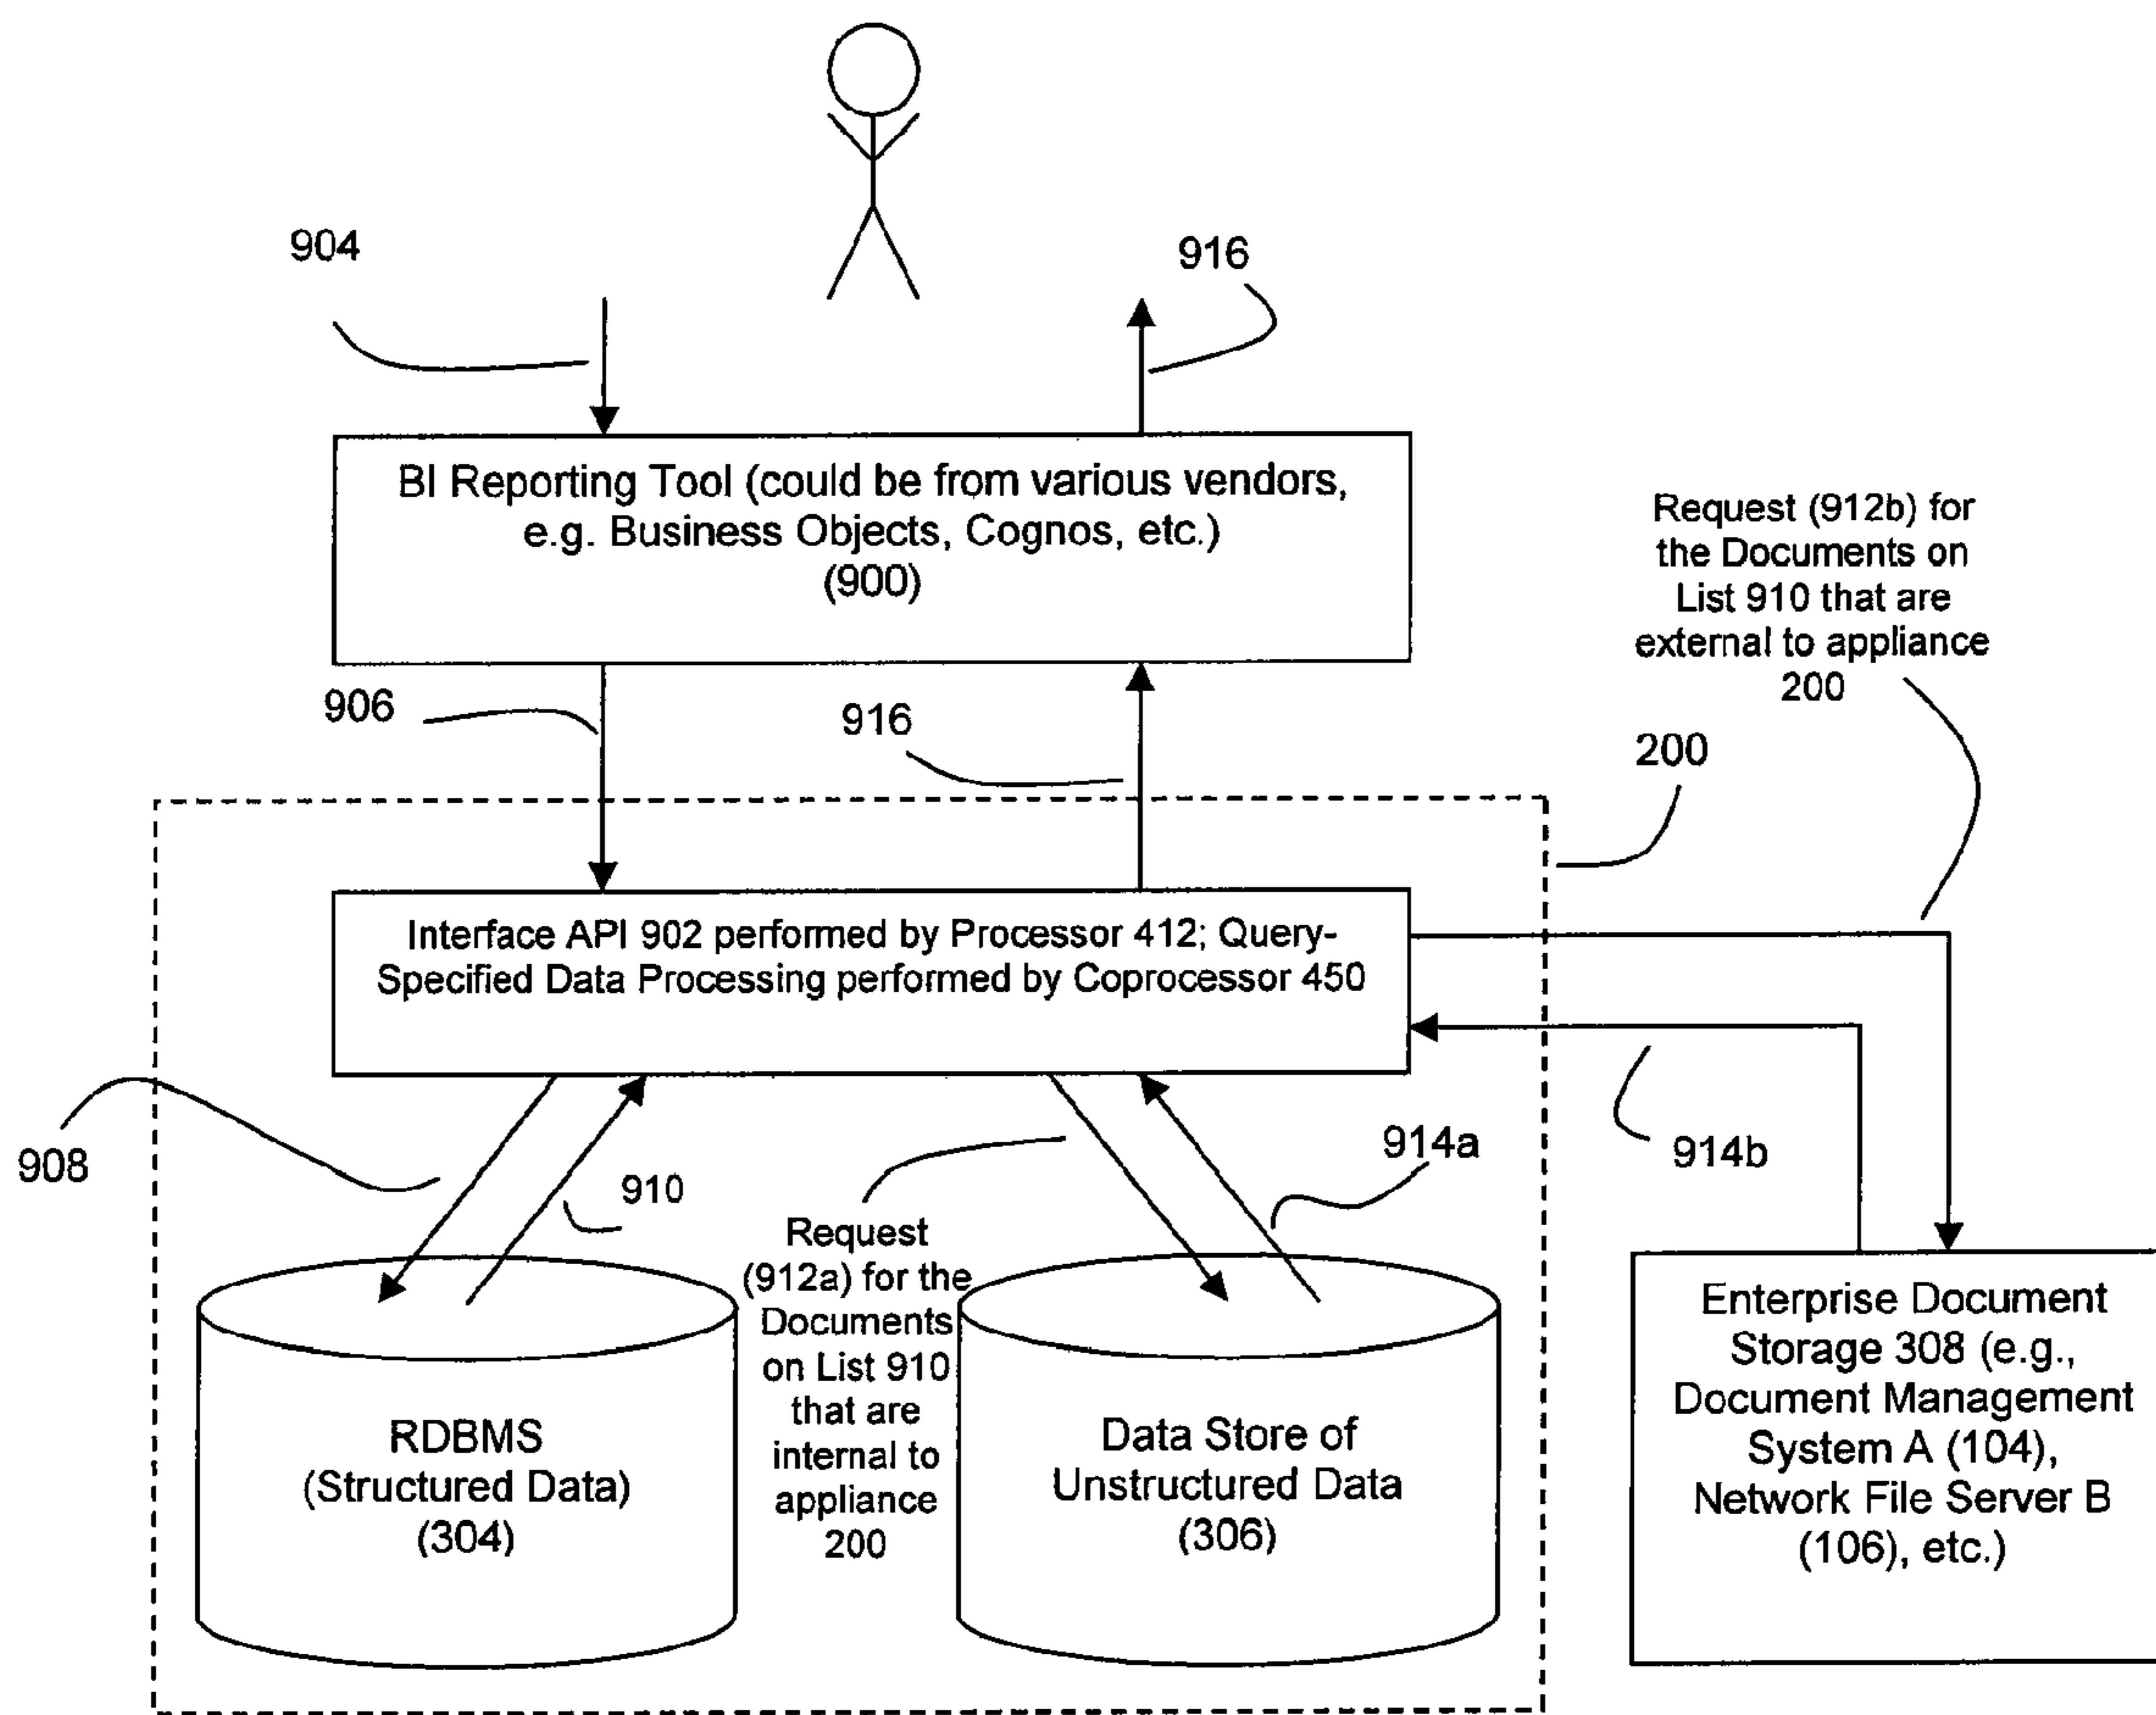 904
916
BI Reporting Tool (could be from various vendors,
e.g. Business Objects, Cognos, etc.)
(900)
Request (912b) for
the Documents on
List 910 that are
external to appliance
200
906
916
200
Interface API 902 performed by Processor 412; Query-
Specified Data Processing performed by Coprocessor 450
908
910
914a
914b
Request
(912a) for the
Documents
on List 910
that are
internal to
appliance
200
RDBMS
(Structured Data)
(304)
Data Store of
Unstructured Data
(306)
Enterprise Document
Storage 308 (e.g.,
Document Management
System A (104),
Network File Server B
(106), etc.)